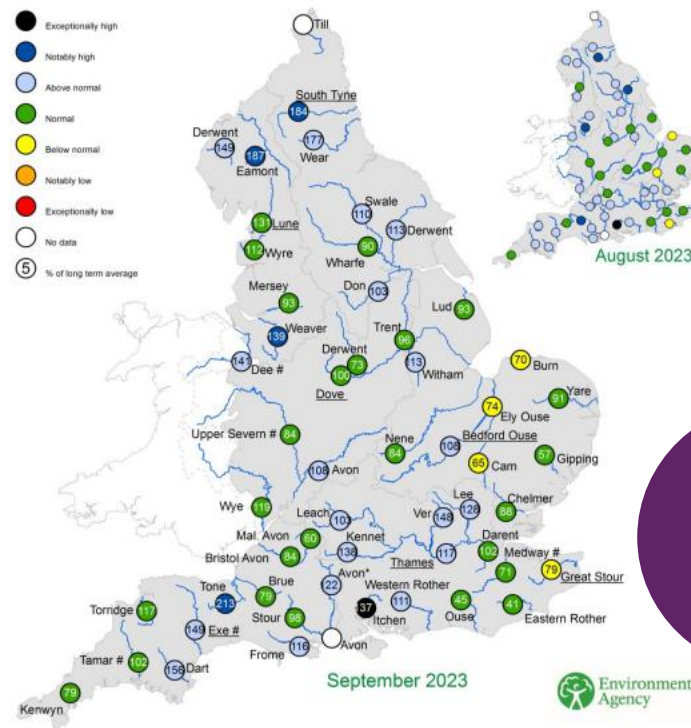 Exceptionally high
Notably high
Above normal
Normal
Below normal
Notably low
Exceptionally low
No data
5 % of long term average
August 2023
Till
South Tyne
184
177
Wear
Derwent
149
187
Eamont
Swale
110
113
Derwent
131
Lune
112
Wyre
90
Wharfe
Don
103
Mersey
93
Lud
93
Weaver
139
Trent
96
141
Dee #
Derwent
73
100
Dove
113
Witham
70
Burn
74
Ely Ouse
Yare
91
Upper Severn #
84
Nene
84
Bedford Ouse
108
108
Avon
65
Cam
57
Gipping
Wye
119
Leach
Lee
128
Ver
148
Chelmer
88
Mal. Avon
60
Kennet
138
Bristol Avon
84
Thames
117
Darent
102
Medway #
71
79
Great Stour
Tone
213
Brue
79
Avon*
22
Western Rother
111
Torridge
117
Exe #
149
Stour
98
37
Itchen
45
Ouse
41
Eastern Rother
Tamar #
102
156
Dart
Frome
116
Avon
79
Kenwyn
September 2023
Environment
Agency